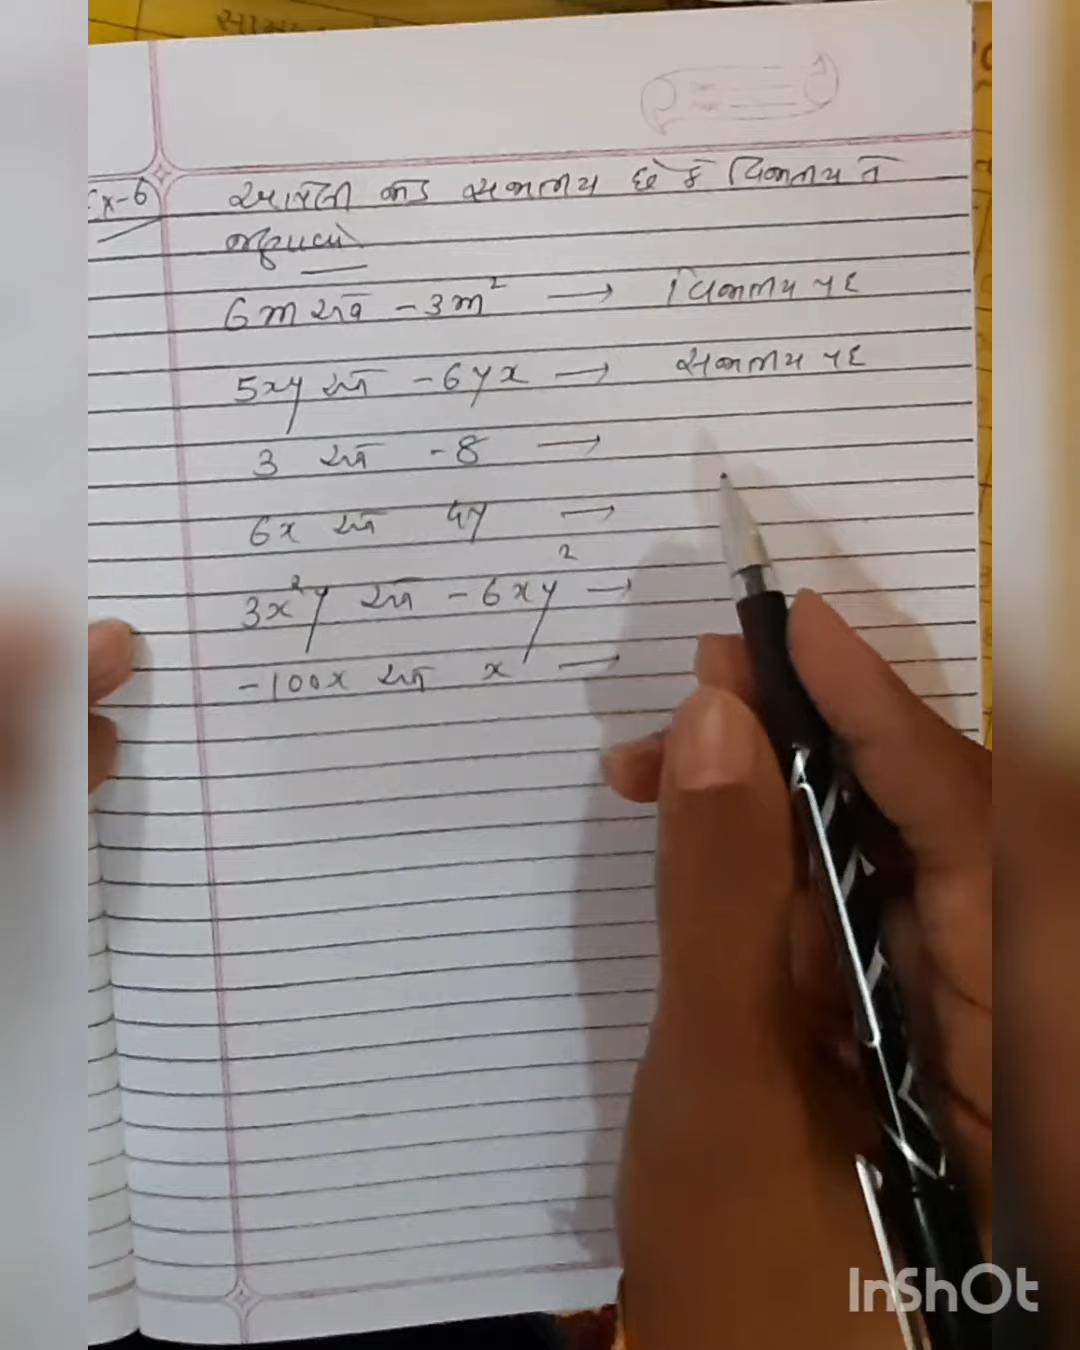 સામા
Ex-6 આપેલી જોડ સજાતીય છે કે વિજાતીય તે
જણાવો
6m અને -3m² → વિજાતીય પદ
5xy અને -6yx → સજાતીય પદ
3 અને -8 →
6x અને 4y →
3x²y અને -6xy² →
-100x અને x →
InShOt